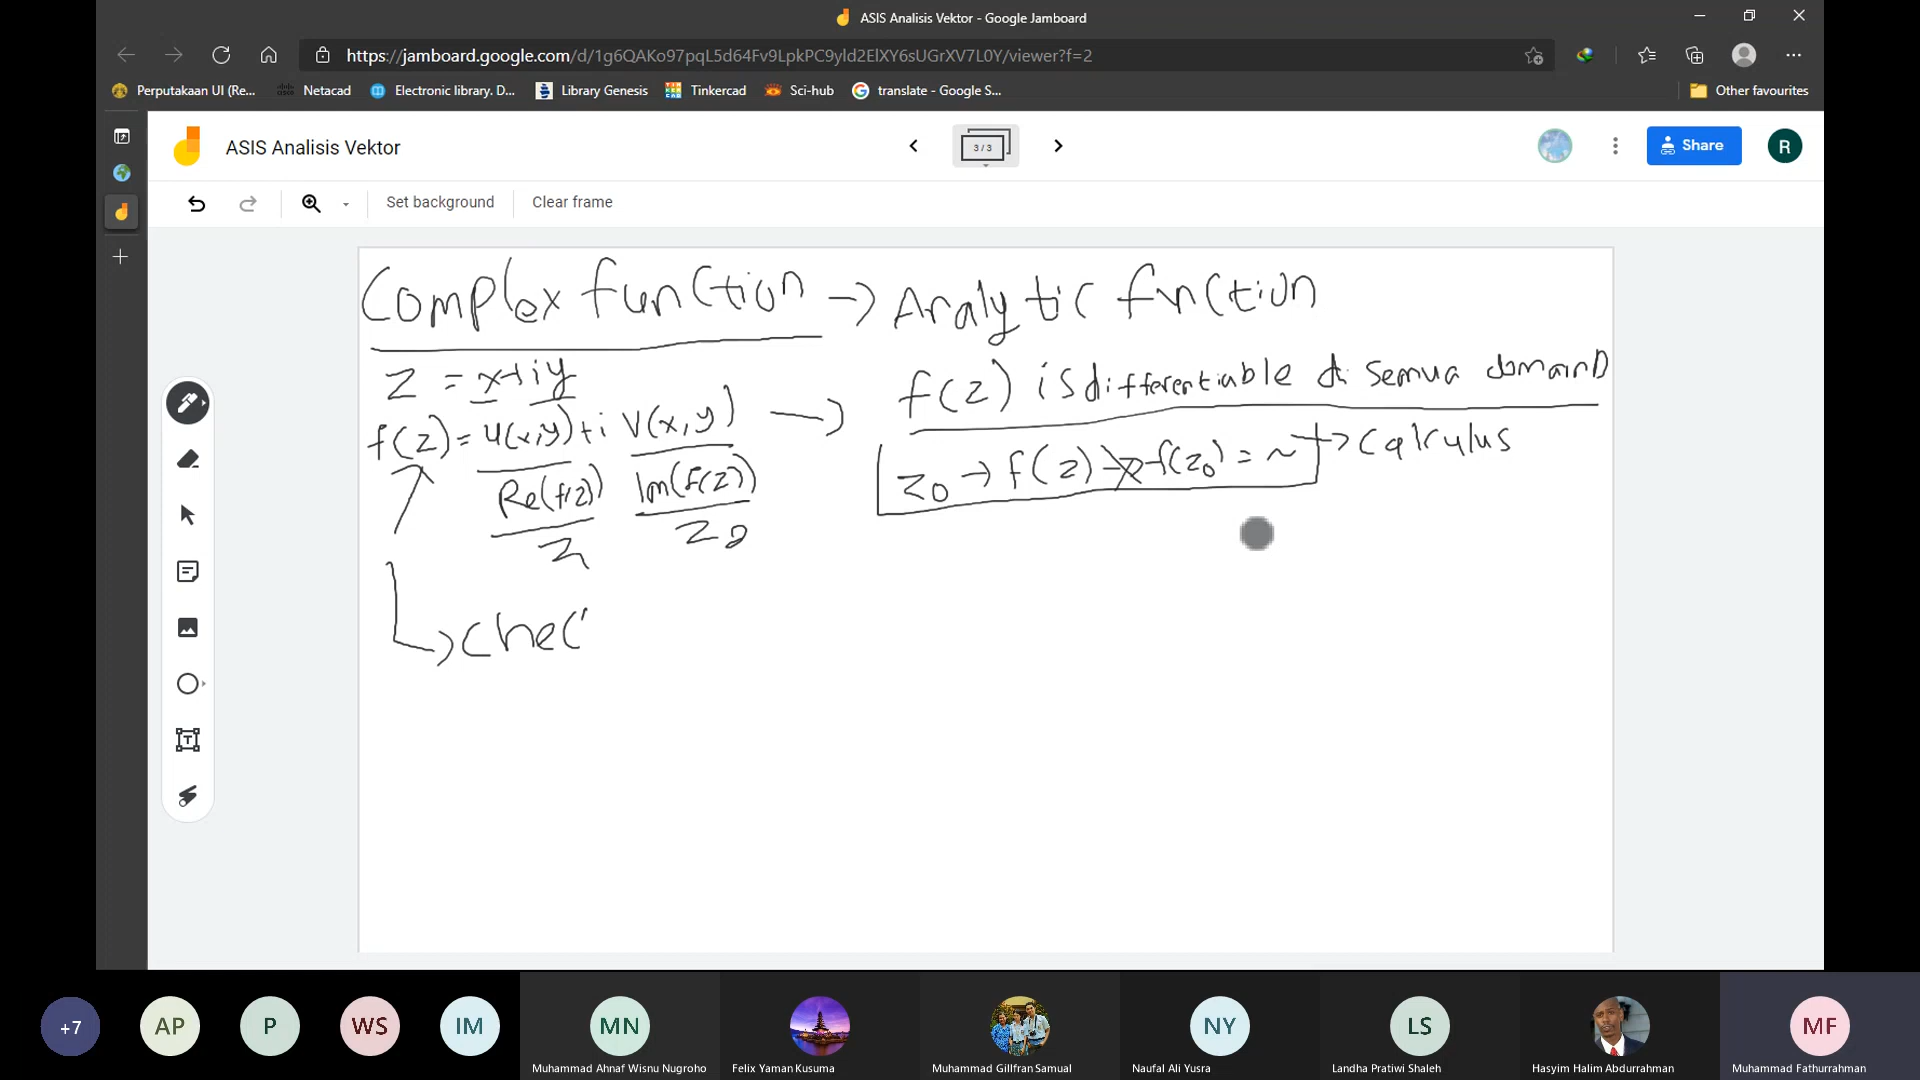 ASIS Analisis Vektor - Google Jamboard
https://jamboard.google.com/d/1g6QAKo97pqL5d64Fv9LpkPC9yld2ElXY6sUGrXV7L0Y/viewer?f=2
Perputakaan UI (Re...
Netacad
Electronic library. D...
Library Genesis
Tinkercad
Sci-hub
translate - Google S...
Other favourites
ASIS Analisis Vektor
3 / 3
Share
R
Set background
Clear frame
Complex function → Analytic function
z = x+iy
f(z) is differentiable di semua domain D
f(z) = u(x,y) + i v(x,y) →
z0 → f(z) → f(z0) = ~ → calculus
Re(f(z)) Im(f(z))
z z0
→ chec
+7
AP
P
WS
IM
MN
NY
LS
MF
Muhammad Ahnaf Wisnu Nugroho
Felix Yaman Kusuma
Muhammad Gillfran Samual
Naufal Ali Yusra
Landha Pratiwi Shaleh
Hasyim Halim Abdurrahman
Muhammad Fathurrahman